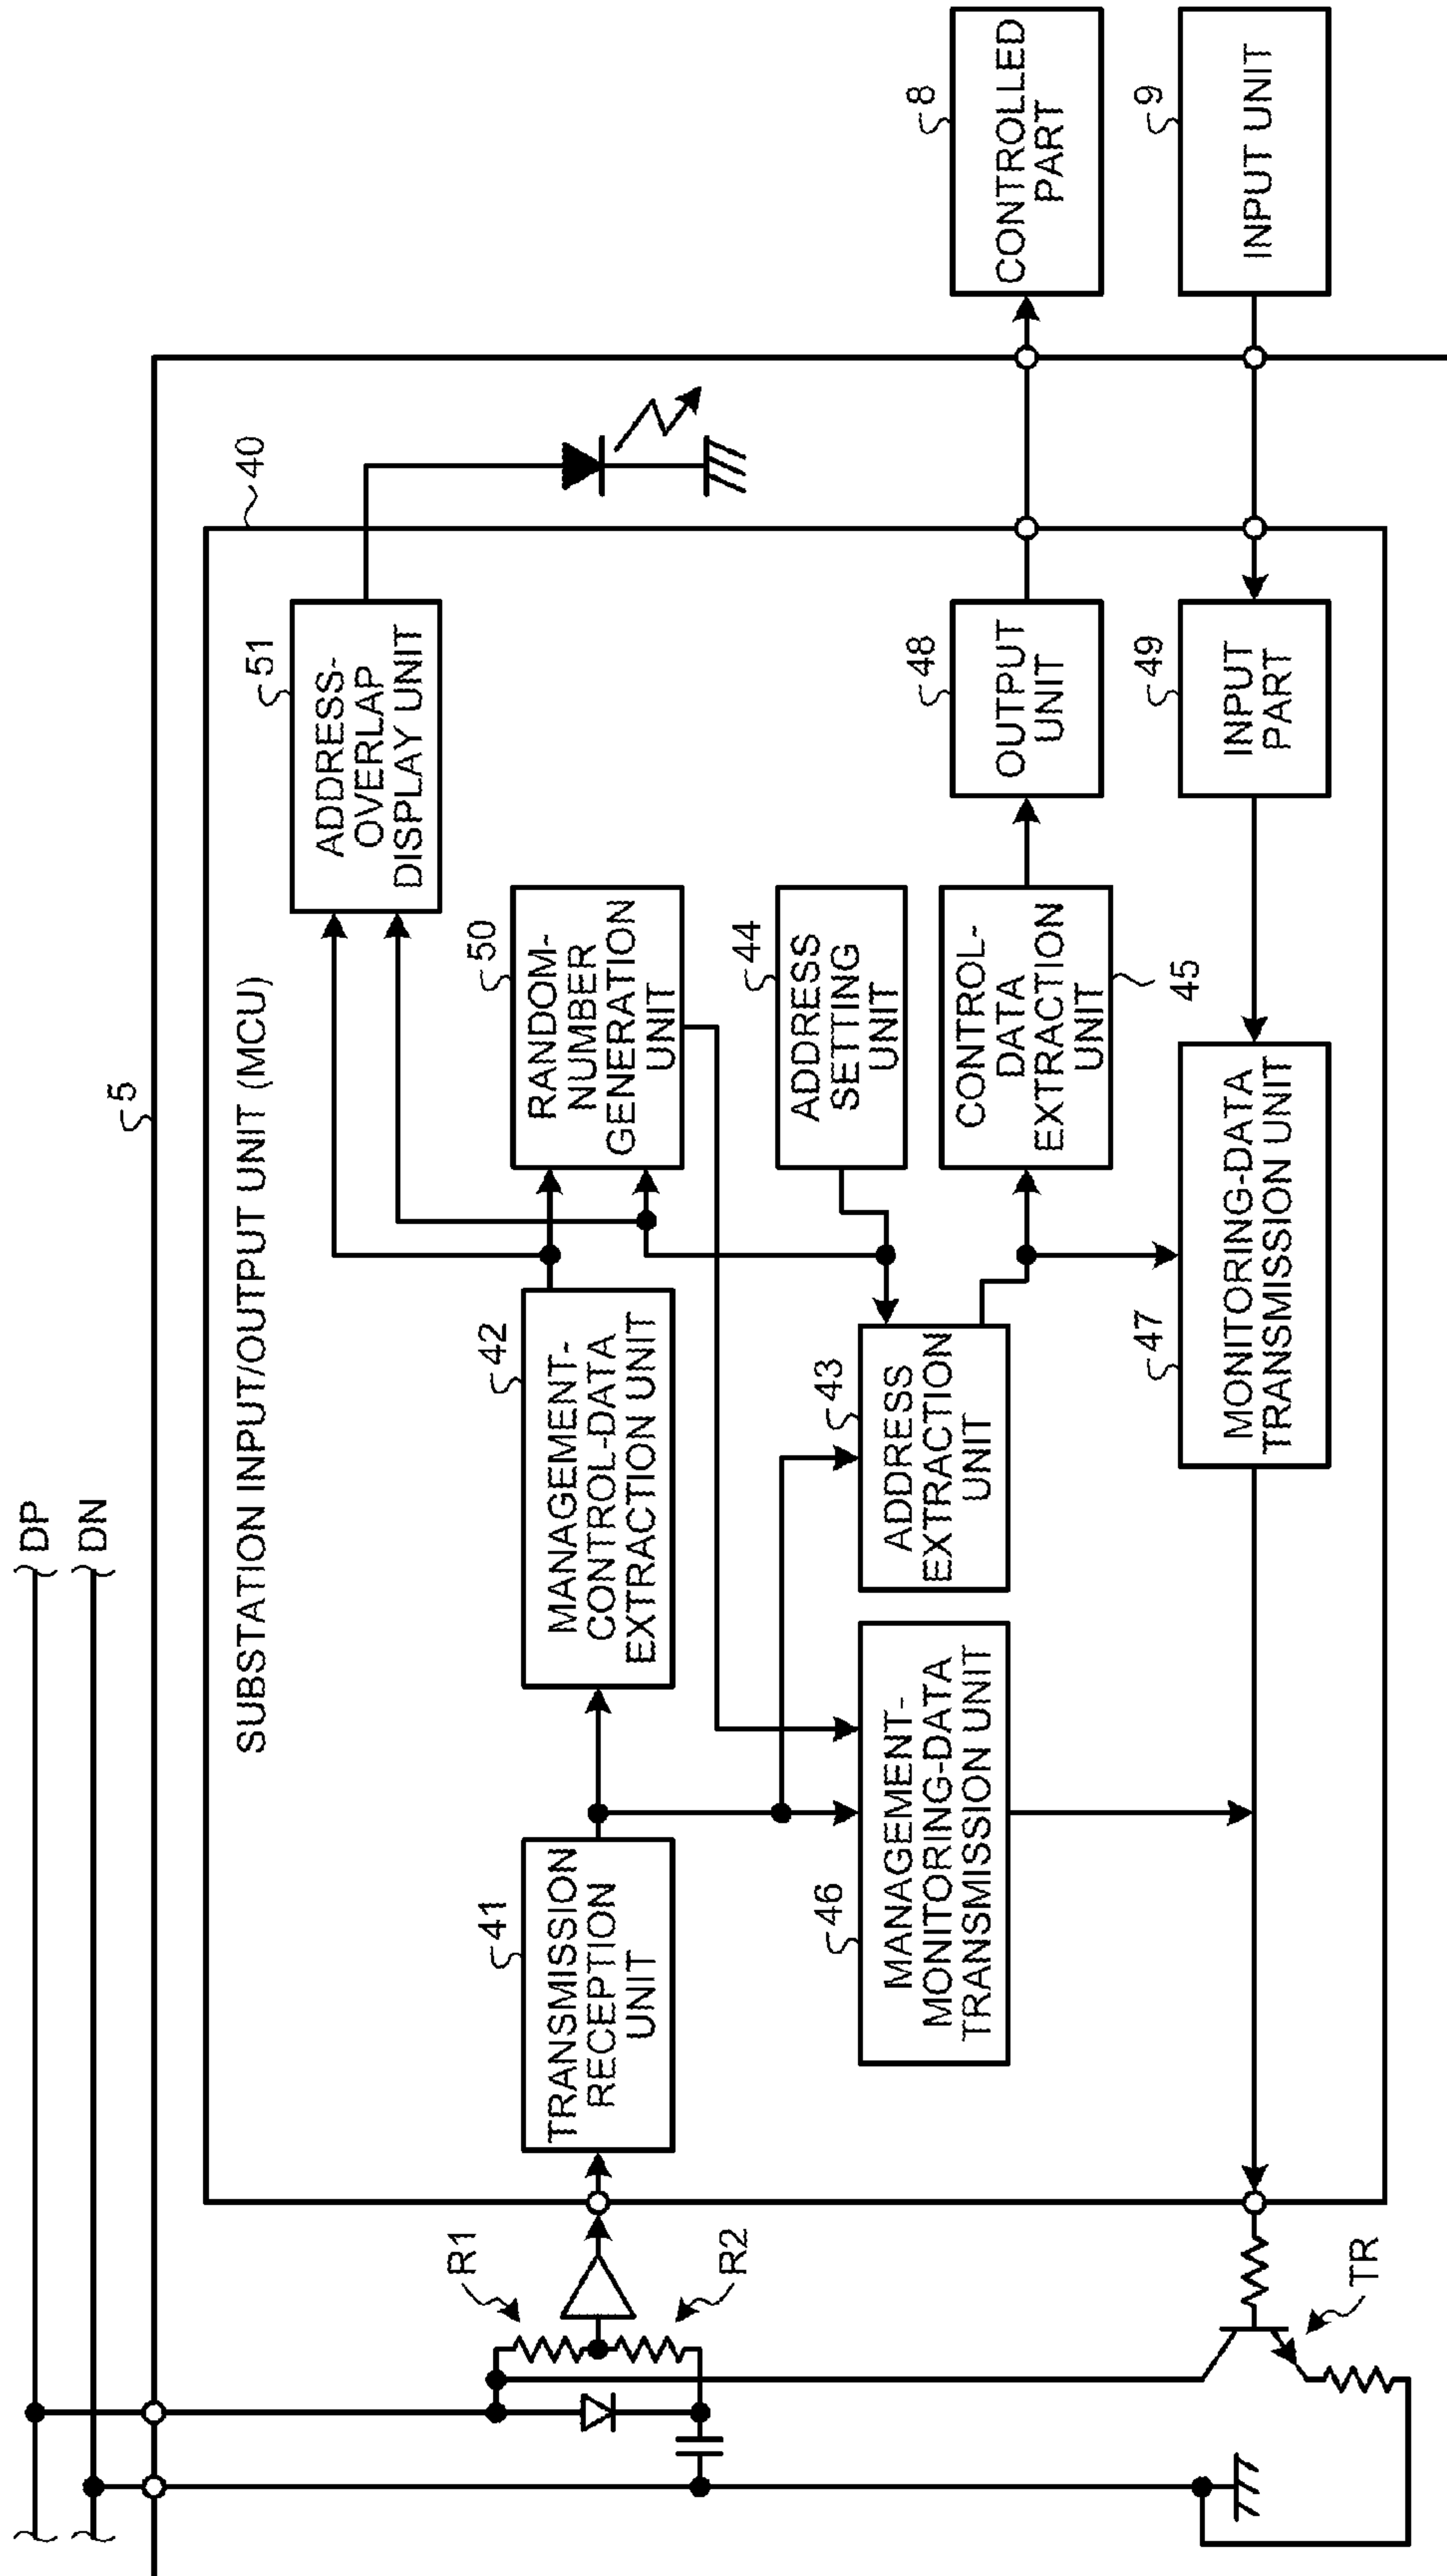 DP
DN
5
SUBSTATION INPUT/OUTPUT UNIT (MCU)
40
51
ADDRESS-
OVERLAP
DISPLAY UNIT
R1
R2
41
TRANSMISSION
RECEPTION
UNIT
42
MANAGEMENT-
CONTROL-DATA
EXTRACTION UNIT
50
RANDOM-
NUMBER
GENERATION
UNIT
44
ADDRESS
SETTING
UNIT
46
MANAGEMENT-
MONITORING-DATA
TRANSMISSION UNIT
43
ADDRESS
EXTRACTION
UNIT
CONTROL-
DATA
EXTRACTION
UNIT
45
48
OUTPUT
UNIT
8
CONTROLLED
PART
47
MONITORING-DATA
TRANSMISSION UNIT
49
INPUT
PART
9
INPUT UNIT
TR